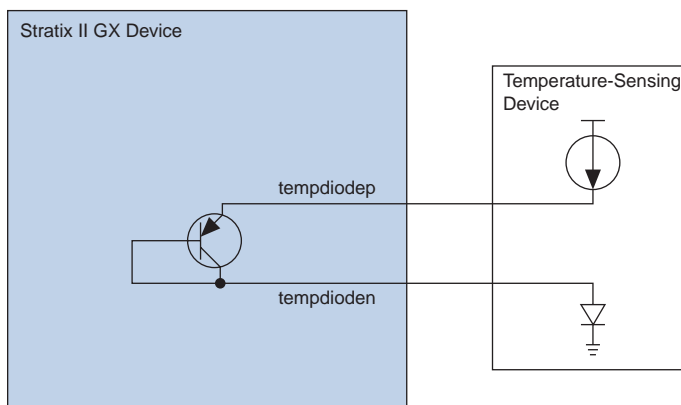 Stratix II GX Device
Temperature-Sensing
Device
tempdiodep
tempdioden